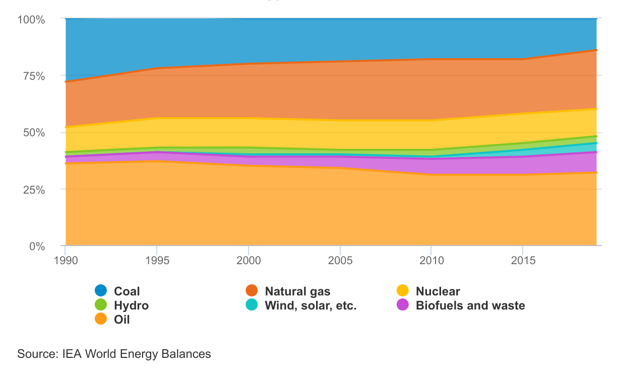 100%
75%
50%
25%
0%
1990 1995 2000 2005 2010 2015
Coal Natural gas Nuclear
Hydro Wind, solar, etc. Biofuels and waste
Oil
Source: IEA World Energy Balances